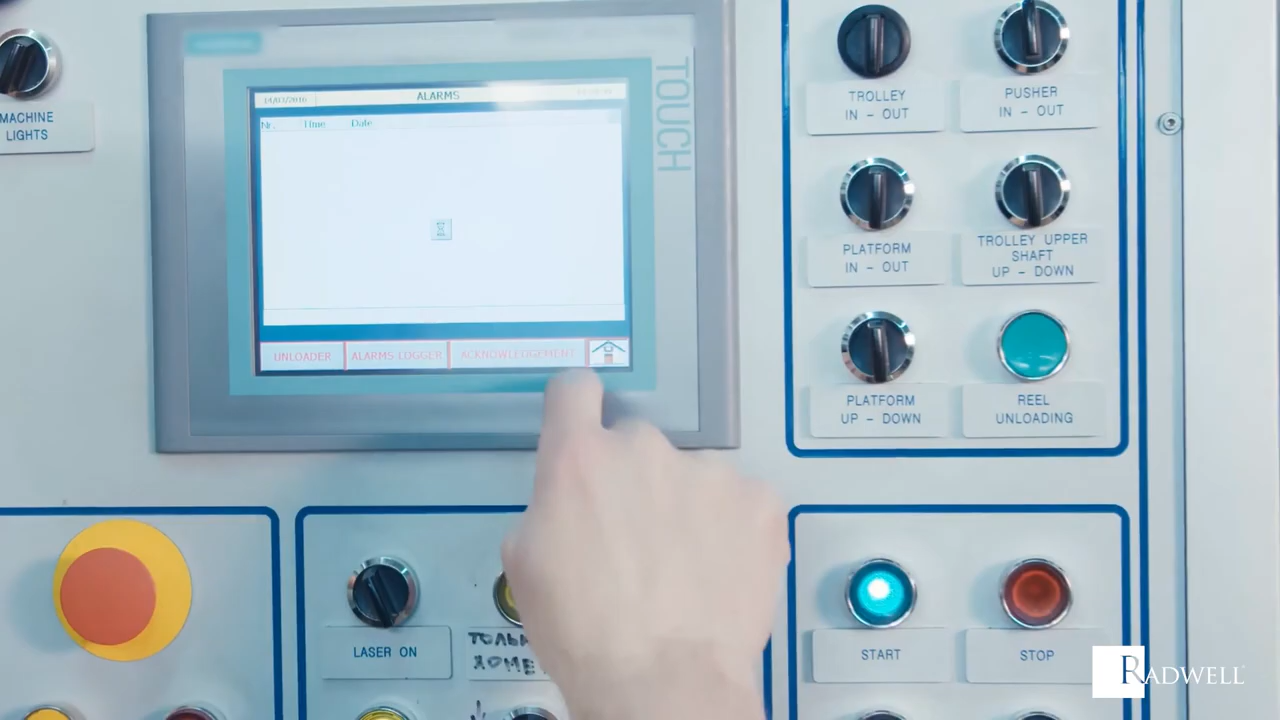 MACHINE
LIGHTS
TOUCH
ALARMS
Nr. Time Date
UNLOADER
ALARMS LOGGER
ACKNOWLEDGEMENT
TROLLEY
IN - OUT
PUSHER
IN - OUT
PLATFORM
IN - OUT
TROLLEY UPPER
SHAFT
UP - DOWN
PLATFORM
UP - DOWN
REEL
UNLOADING
LASER ON
START
STOP
RADWELL